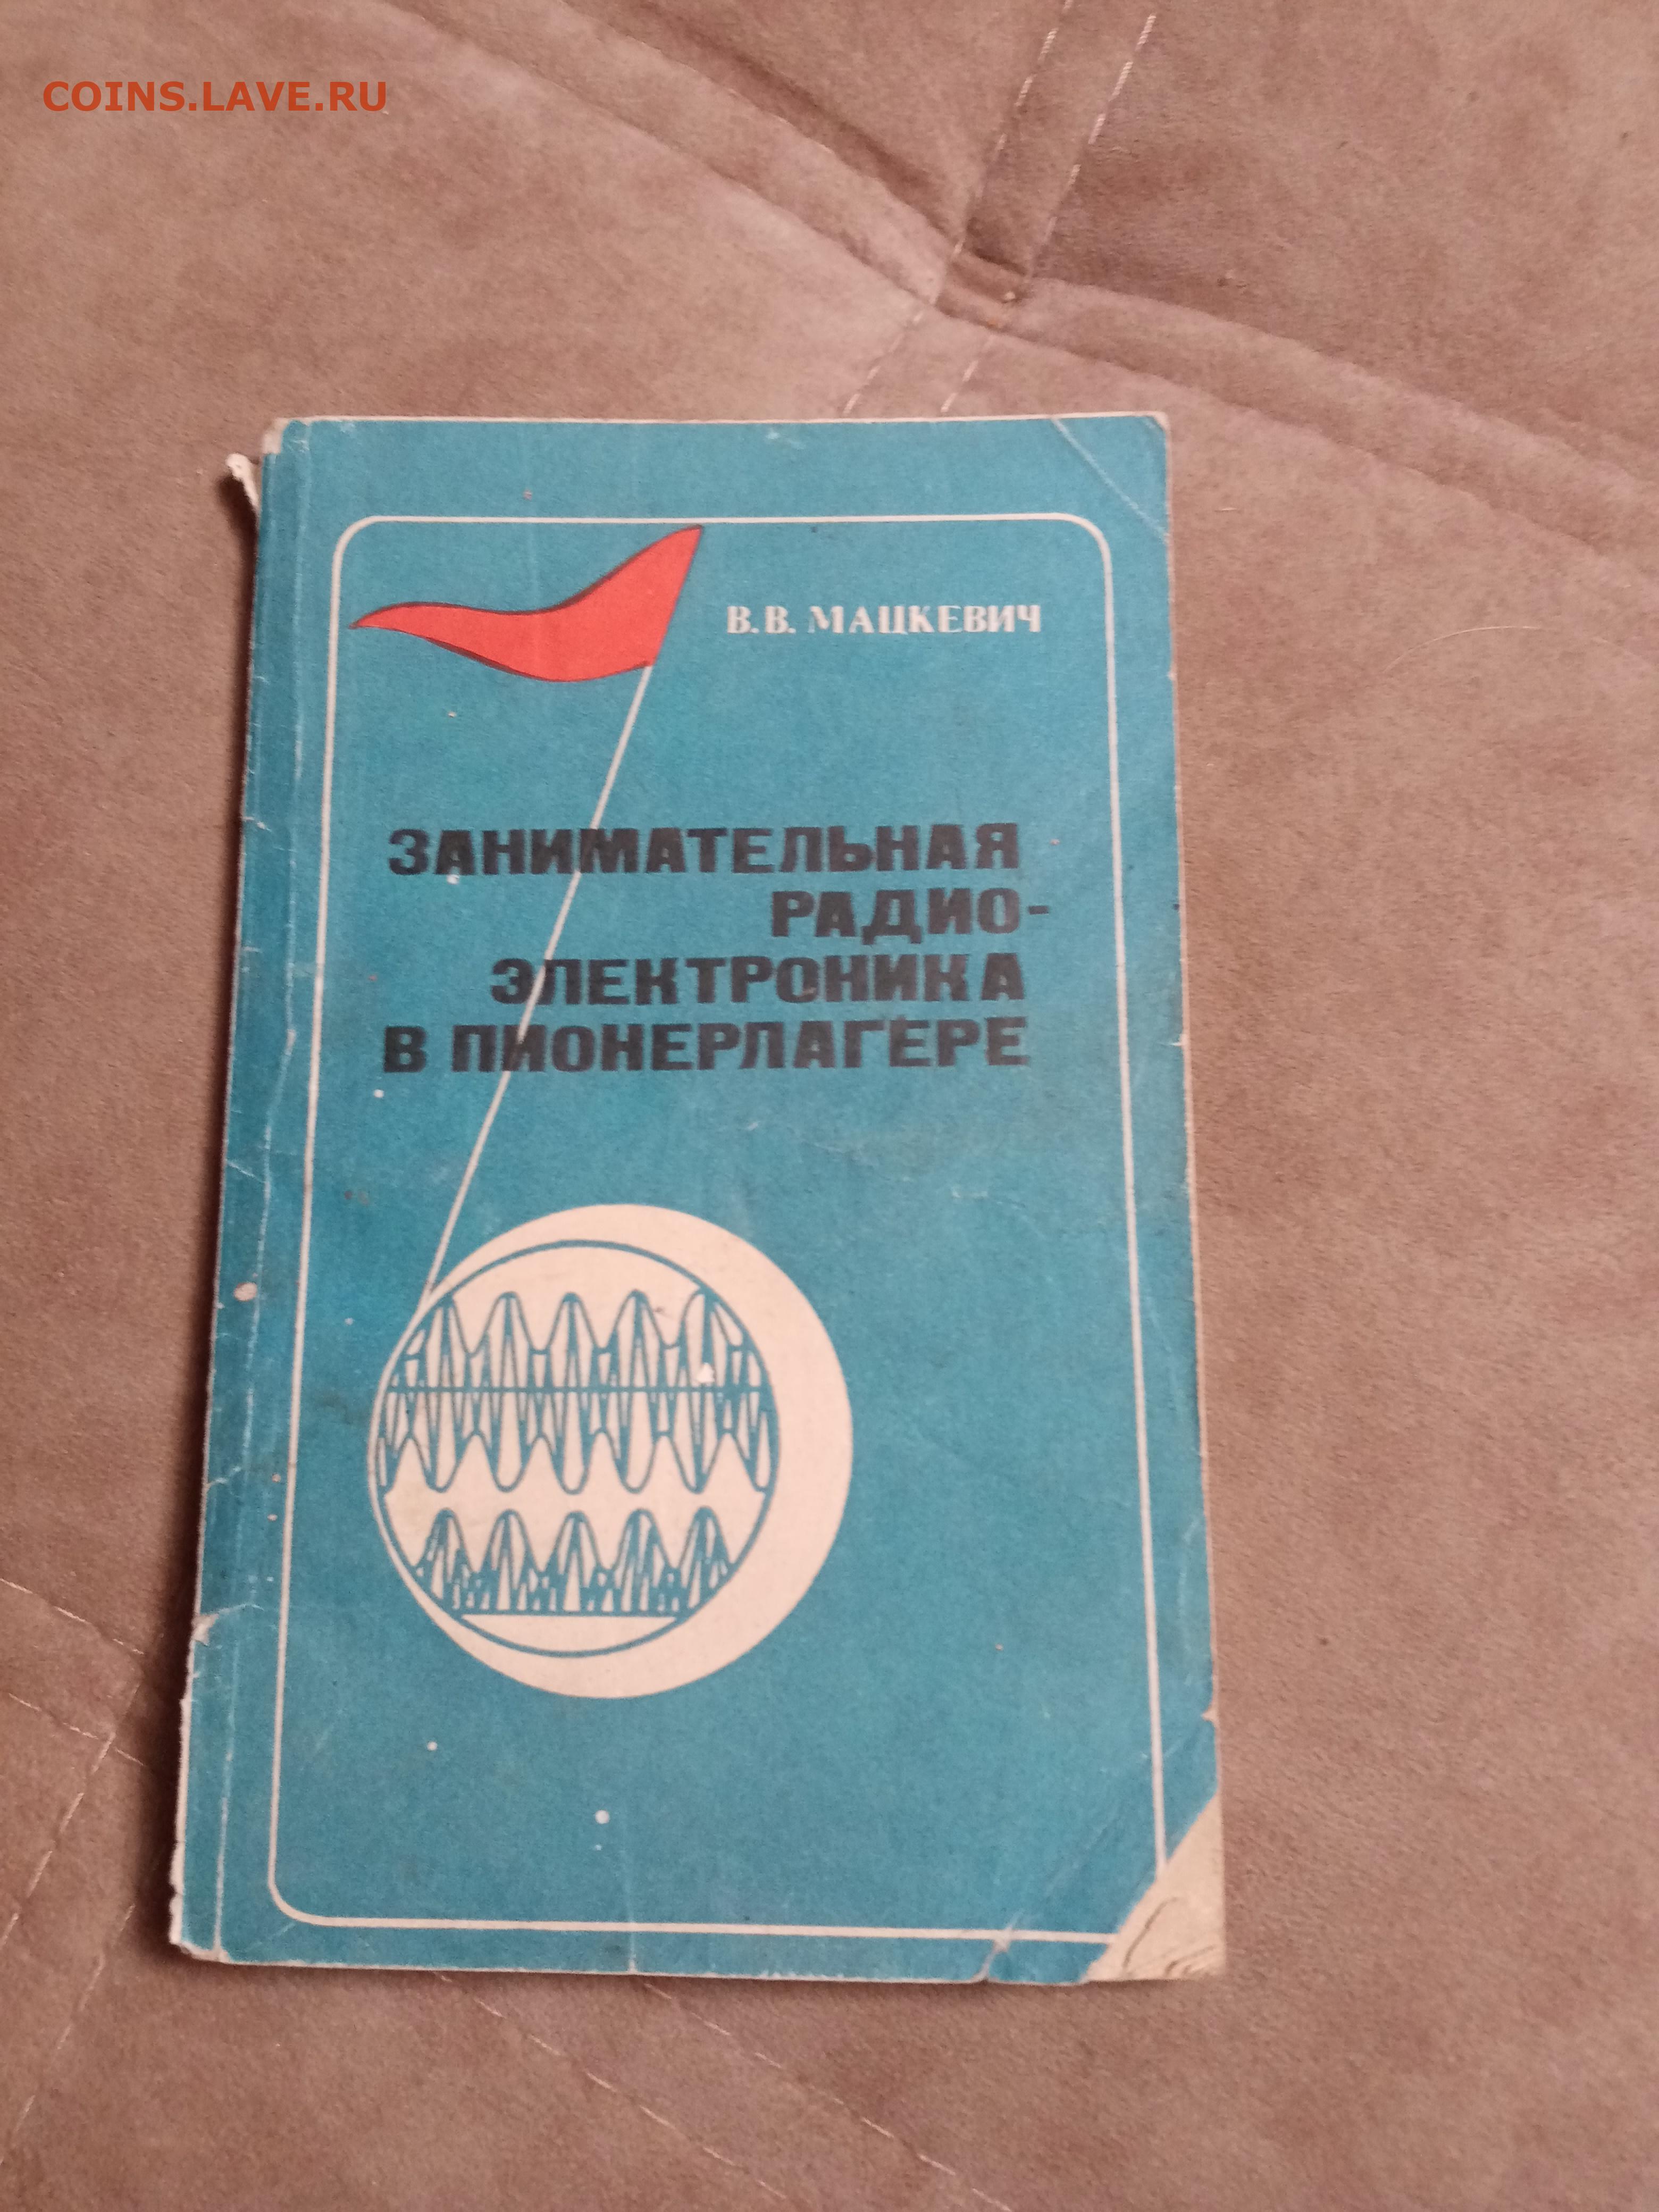 COINS.LAVE.RU
В.В. МАЦКЕВИЧ
ЗАНИМАТЕЛЬНАЯ
РАДИО-
ЭЛЕКТРОНИКА
В ПИОНЕРЛАГЕРЕ